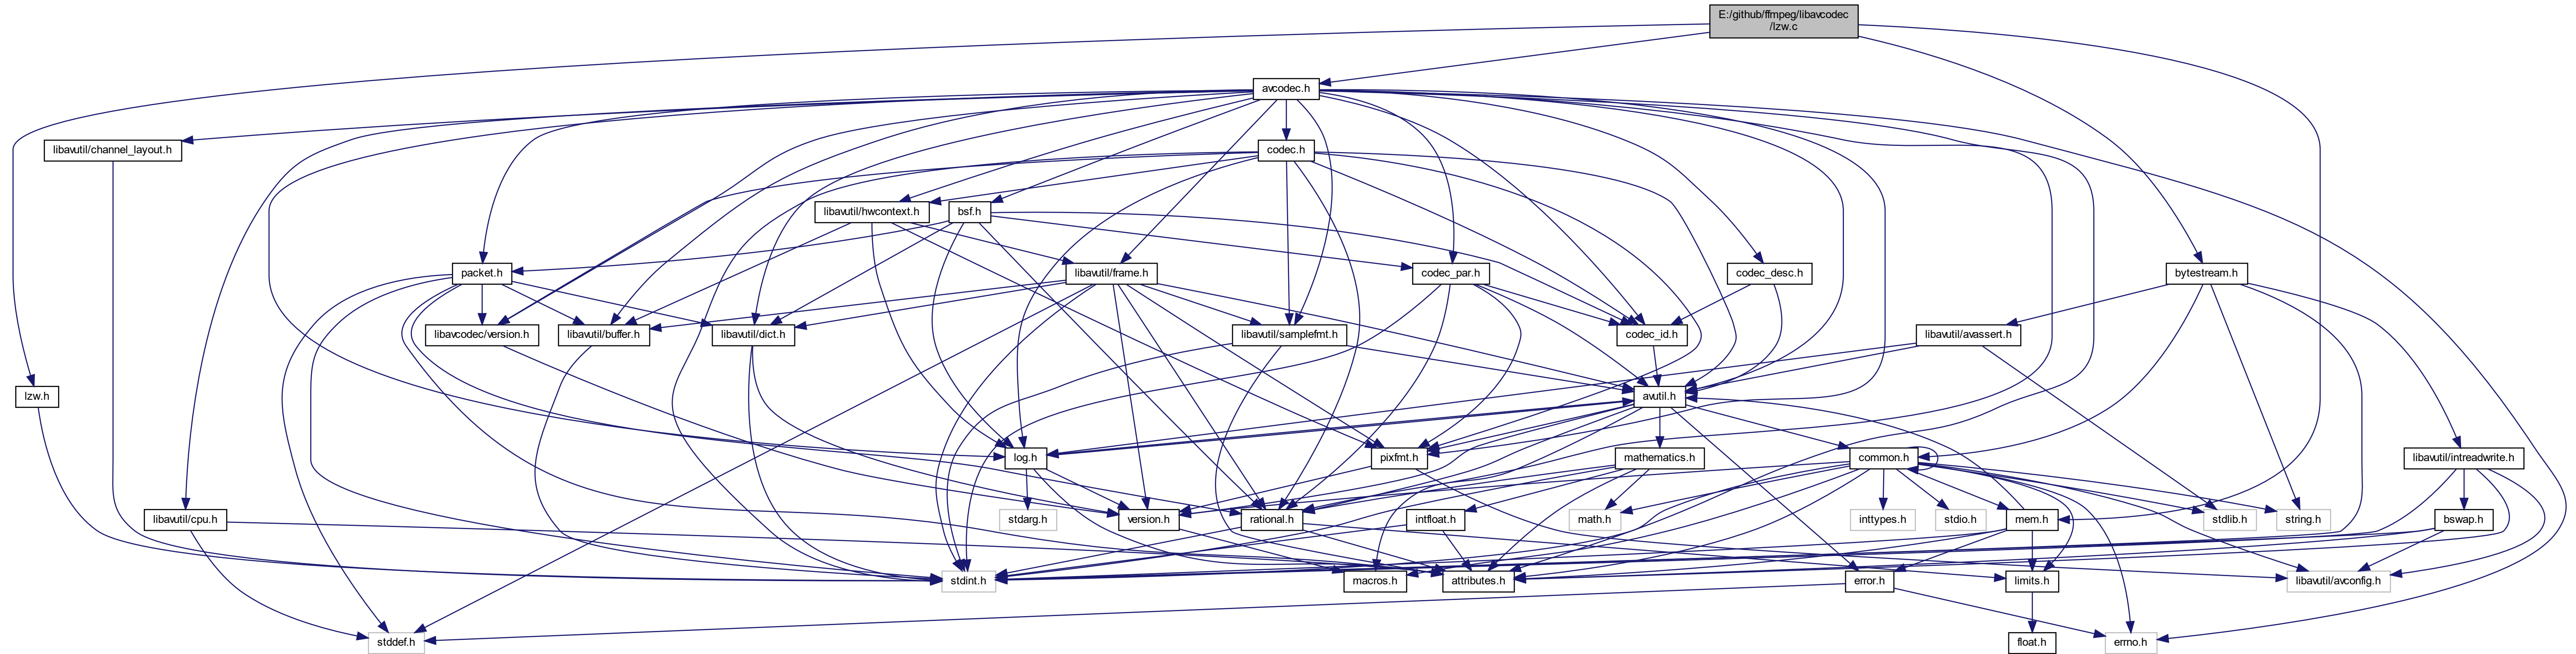 E:/github/ffmpeg/libavcodec
/lzw.c
avcodec.h
libavutil/channel_layout.h
codec.h
libavutil/hwcontext.h
bsf.h
packet.h
libavutil/frame.h
codec_par.h
codec_desc.h
bytestream.h
libavcodec/version.h
libavutil/buffer.h
libavutil/dict.h
libavutil/samplefmt.h
codec_id.h
libavutil/avassert.h
lzw.h
avutil.h
log.h
pixfmt.h
mathematics.h
common.h
libavutil/intreadwrite.h
libavutil/cpu.h
stdarg.h
version.h
rational.h
intfloat.h
math.h
inttypes.h
stdio.h
mem.h
stdlib.h
string.h
bswap.h
stdint.h
macros.h
attributes.h
error.h
limits.h
libavutil/avconfig.h
stddef.h
float.h
errno.h